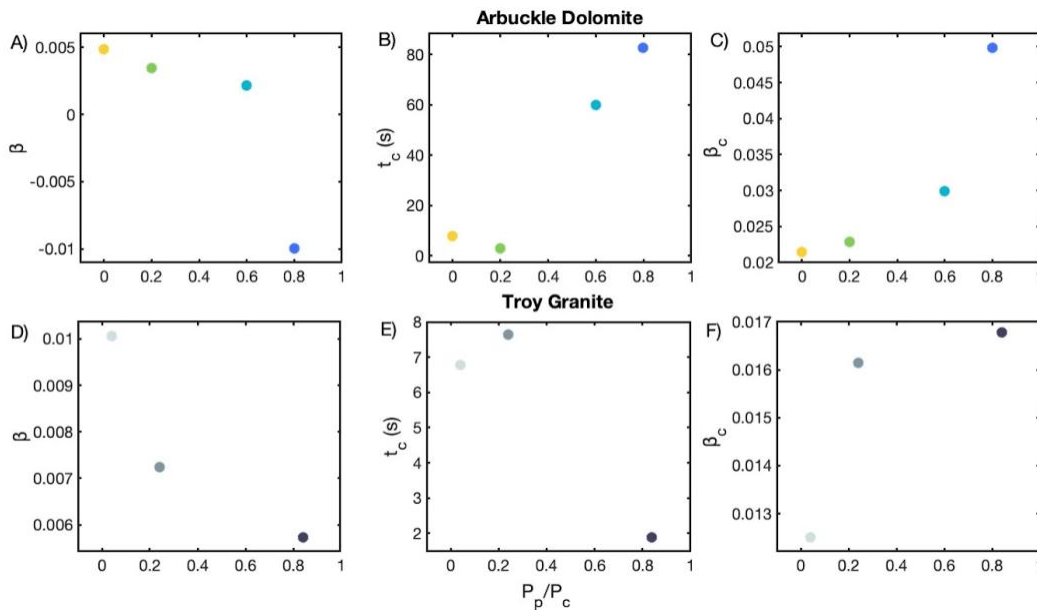 Arbuckle Dolomite
A)
0.005
0
-0.005
-0.01
β
0 0.2 0.4 0.6 0.8 1
B)
80
60
40
20
0
t_c (s)
0 0.2 0.4 0.6 0.8 1
C)
0.05
0.045
0.04
0.035
0.03
0.025
0.02
β_c
0 0.2 0.4 0.6 0.8 1
Troy Granite
D)
0.01
0.009
0.008
0.007
0.006
β
0 0.2 0.4 0.6 0.8 1
E)
8
7
6
5
4
3
2
t_c (s)
0 0.2 0.4 0.6 0.8 1
P_p/P_c
F)
0.017
0.016
0.015
0.014
0.013
β_c
0 0.2 0.4 0.6 0.8 1